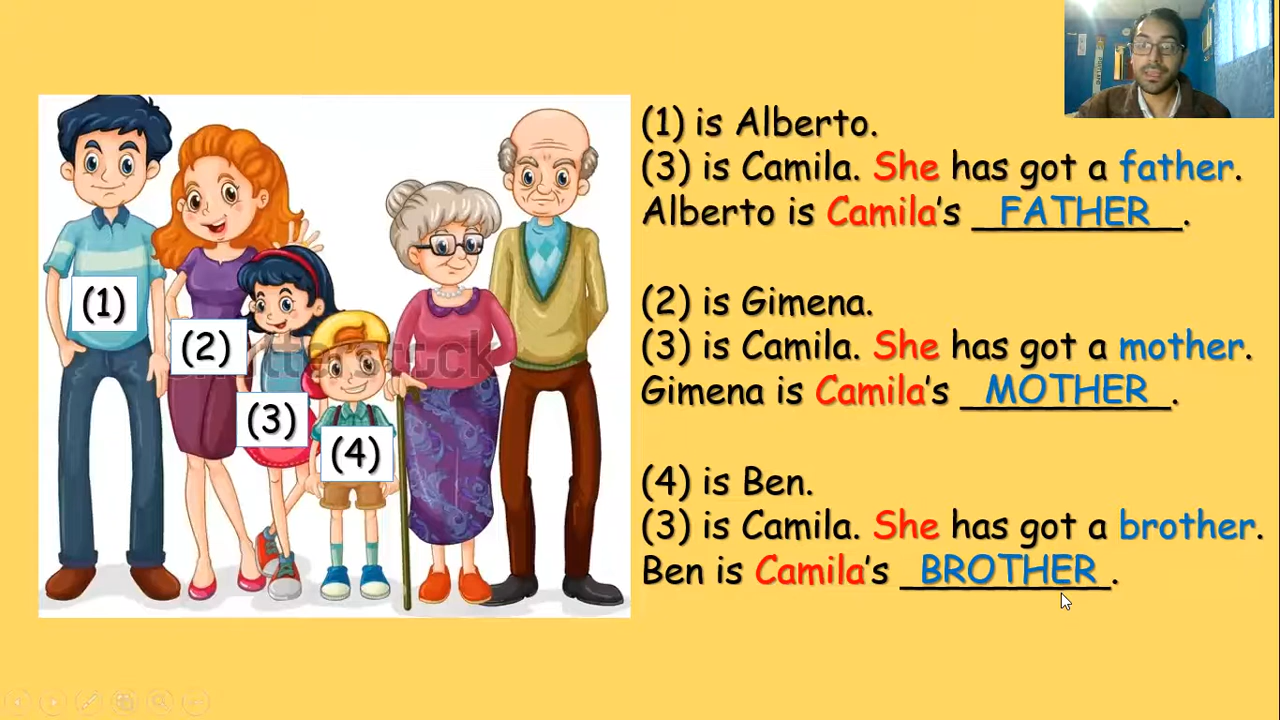 (1) is Alberto.
(3) is Camila. She has got a father.
Alberto is Camila's FATHER.
(2) is Gimena.
(3) is Camila. She has got a mother.
Gimena is Camila's MOTHER.
(4) is Ben.
(3) is Camila. She has got a brother.
Ben is Camila's BROTHER.
(1)
(2)
(3)
(4)